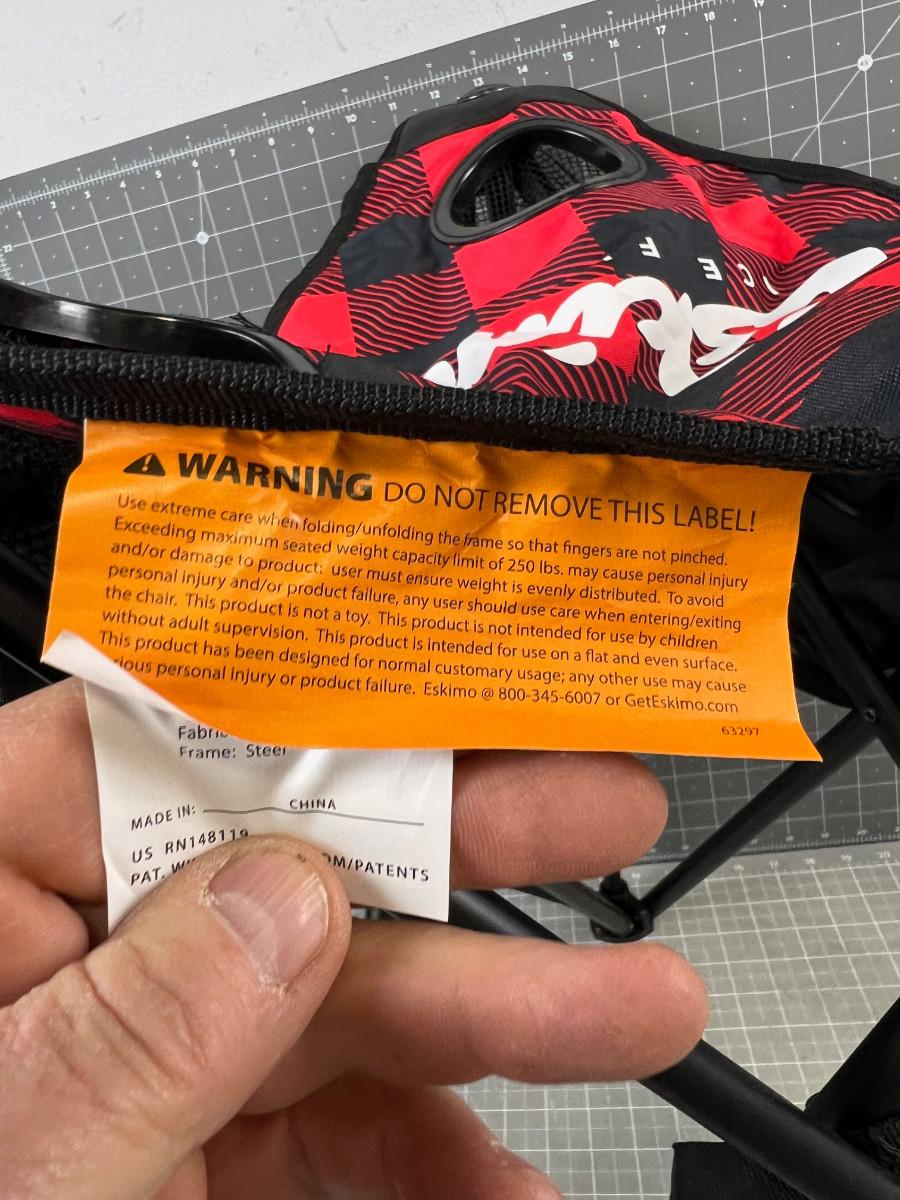 WARNING DO NOT REMOVE THIS LABEL!
Use extreme care when folding/unfolding the frame so that fingers are not pinched.
Exceeding maximum seated weight capacity limit of 250 lbs. may cause personal injury
and/or damage to product; user must ensure weight is evenly distributed. To avoid
personal injury and/or product failure, any user should use care when entering/exiting
the chair. This product is not a toy. This product is not intended for use by children
without adult supervision. This product is intended for use on a flat and even surface.
This product has been designed for normal customary usage; any other use may cause
personal injury or product failure. Eskimo @ 800-345-6007 or GetEskimo.com
63297
Frame: Steel
MADE IN: CHINA
US RN148119
PAT. OM/PATENTS